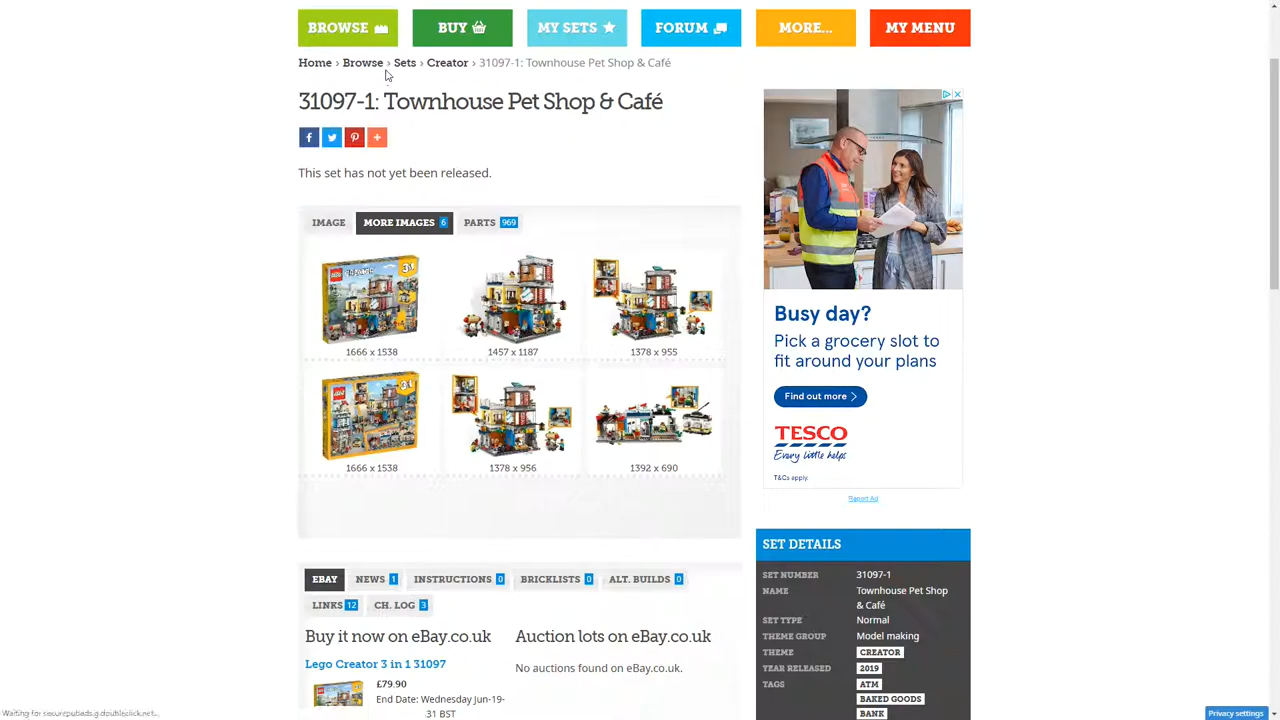 BROWSE
BUY
MY SETS
FORUM
MORE...
MY MENU
Home › Browse › Sets › Creator › 31097-1: Townhouse Pet Shop & Café
31097-1: Townhouse Pet Shop & Café
This set has not yet been released.
IMAGE
MORE IMAGES 6
PARTS 969
1666 x 1538
1457 x 1187
1378 x 955
1666 x 1538
1378 x 956
1392 x 690
Busy day?
Pick a grocery slot to
fit around your plans
Find out more
TESCO
Every little helps
T&Cs apply.
Report Ad
EBAY
NEWS 1
INSTRUCTIONS 0
BRICKLISTS 0
ALT. BUILDS 0
LINKS 12
CH. LOG 3
Buy it now on eBay.co.uk
Auction lots on eBay.co.uk
Lego Creator 3 in 1 31097
No auctions found on eBay.co.uk.
£79.90
End Date: Wednesday Jun-19-
31 BST
SET DETAILS
SET NUMBER 31097-1
NAME Townhouse Pet Shop
& Café
SET TYPE Normal
THEME GROUP Model making
THEME CREATOR
YEAR RELEASED 2019
TAGS ATM
BAKED GOODS
BANK
Privacy settings